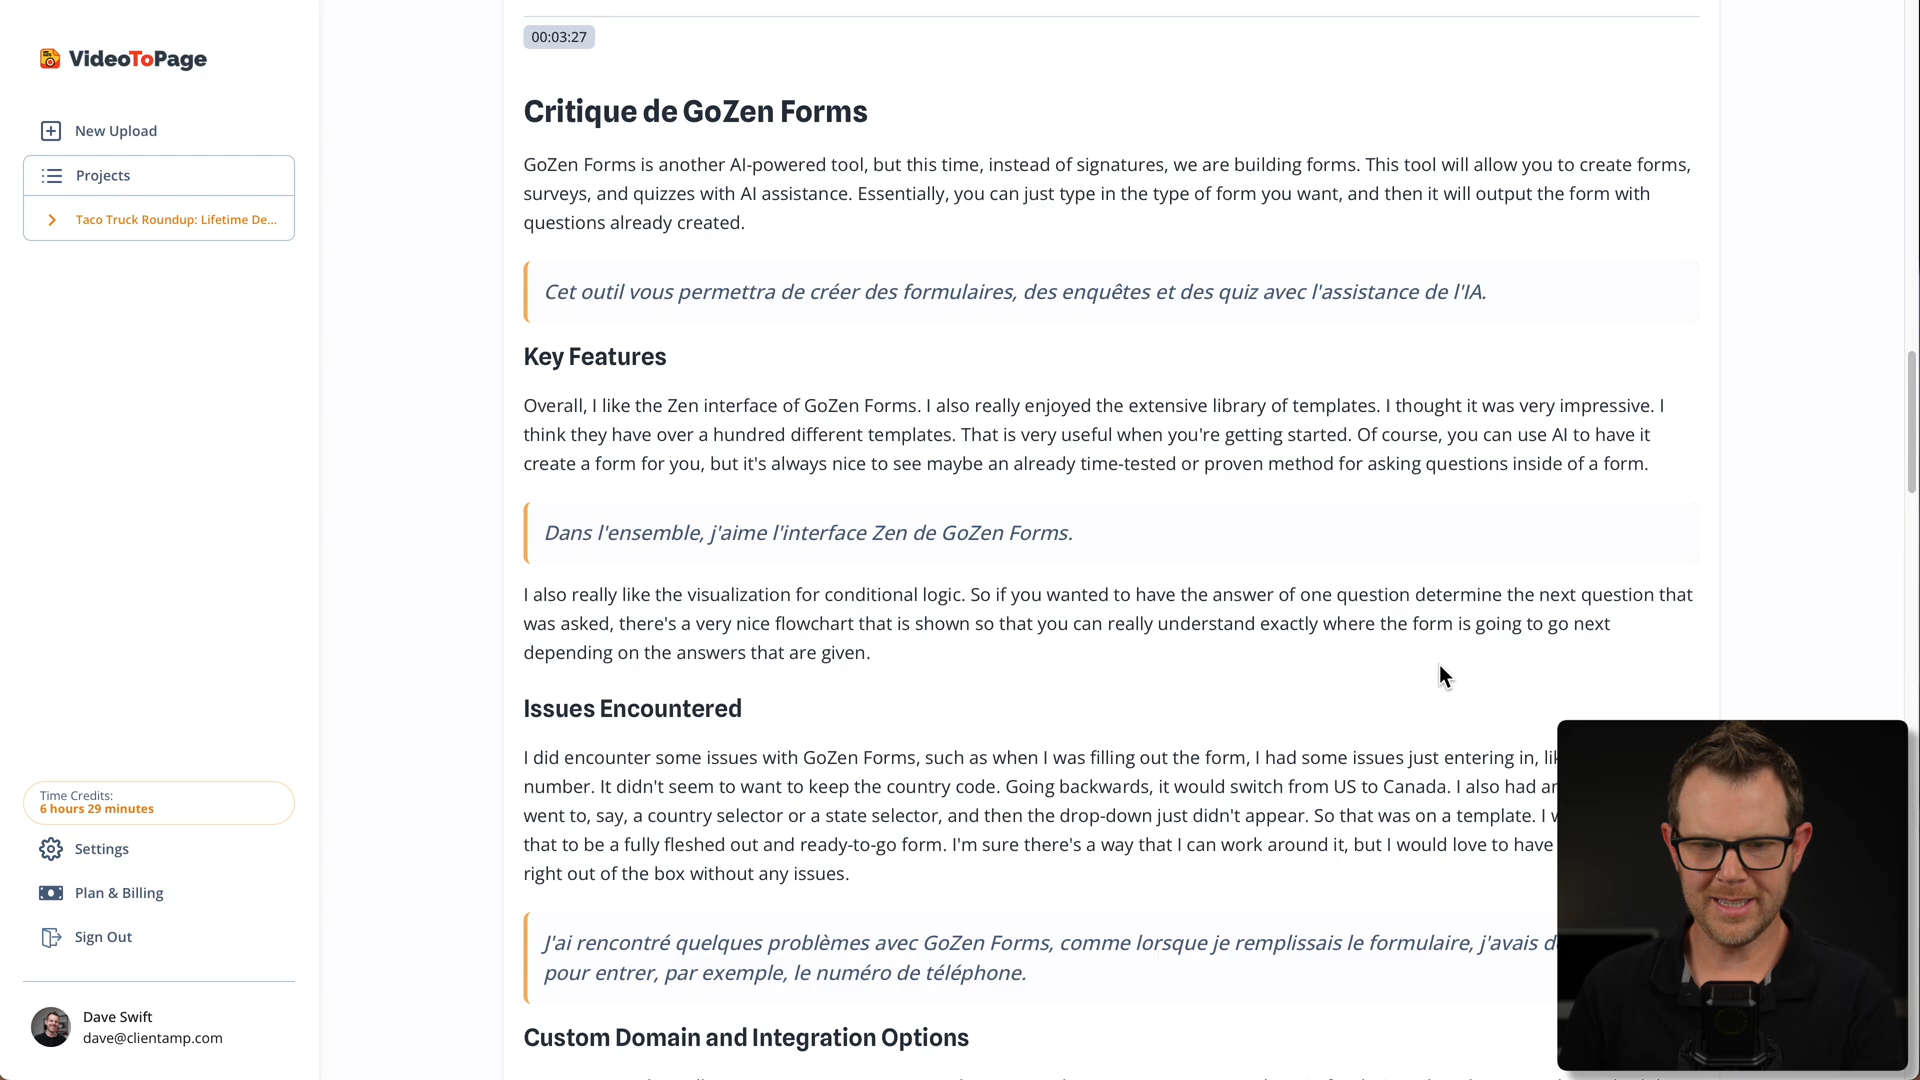 VideoToPage
New Upload
Projects
Taco Truck Roundup: Lifetime De...
Time Credits:
6 hours 29 minutes
Settings
Plan & Billing
Sign Out
Dave Swift
dave@clientamp.com
00:03:27
Critique de GoZen Forms
GoZen Forms is another AI-powered tool, but this time, instead of signatures, we are building forms. This tool will allow you to create forms,
surveys, and quizzes with AI assistance. Essentially, you can just type in the type of form you want, and then it will output the form with
questions already created.
Cet outil vous permettra de créer des formulaires, des enquêtes et des quiz avec l'assistance de l'IA.
Key Features
Overall, I like the Zen interface of GoZen Forms. I also really enjoyed the extensive library of templates. I thought it was very impressive. I
think they have over a hundred different templates. That is very useful when you're getting started. Of course, you can use AI to have it
create a form for you, but it's always nice to see maybe an already time-tested or proven method for asking questions inside of a form.
Dans l'ensemble, j'aime l'interface Zen de GoZen Forms.
I also really like the visualization for conditional logic. So if you wanted to have the answer of one question determine the next question that
was asked, there's a very nice flowchart that is shown so that you can really understand exactly where the form is going to go next
depending on the answers that are given.
Issues Encountered
I did encounter some issues with GoZen Forms, such as when I was filling out the form, I had some issues just entering in,
number. It didn't seem to want to keep the country code. Going backwards, it would switch from US to Canada. I also had
went to, say, a country selector or a state selector, and then the drop-down just didn't appear. So that was on a template. I
that to be a fully fleshed out and ready-to-go form. I'm sure there's a way that I can work around it, but I would love to have
right out of the box without any issues.
J'ai rencontré quelques problèmes avec GoZen Forms, comme lorsque je remplissais le formulaire, j'avais
pour entrer, par exemple, le numéro de téléphone.
Custom Domain and Integration Options